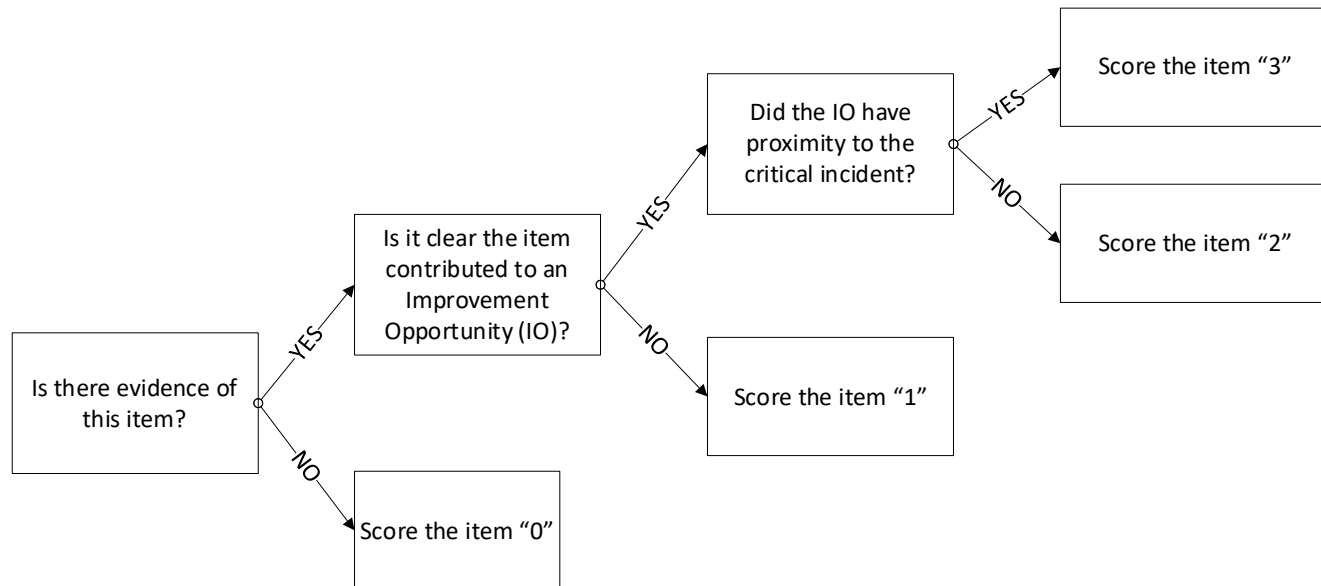 Is there evidence of
this item?
YES
NO
Score the item “0”
Is it clear the item
contributed to an
Improvement
Opportunity (IO)?
YES
NO
Score the item “1”
Did the IO have
proximity to the
critical incident?
YES
NO
Score the item “3”
Score the item “2”